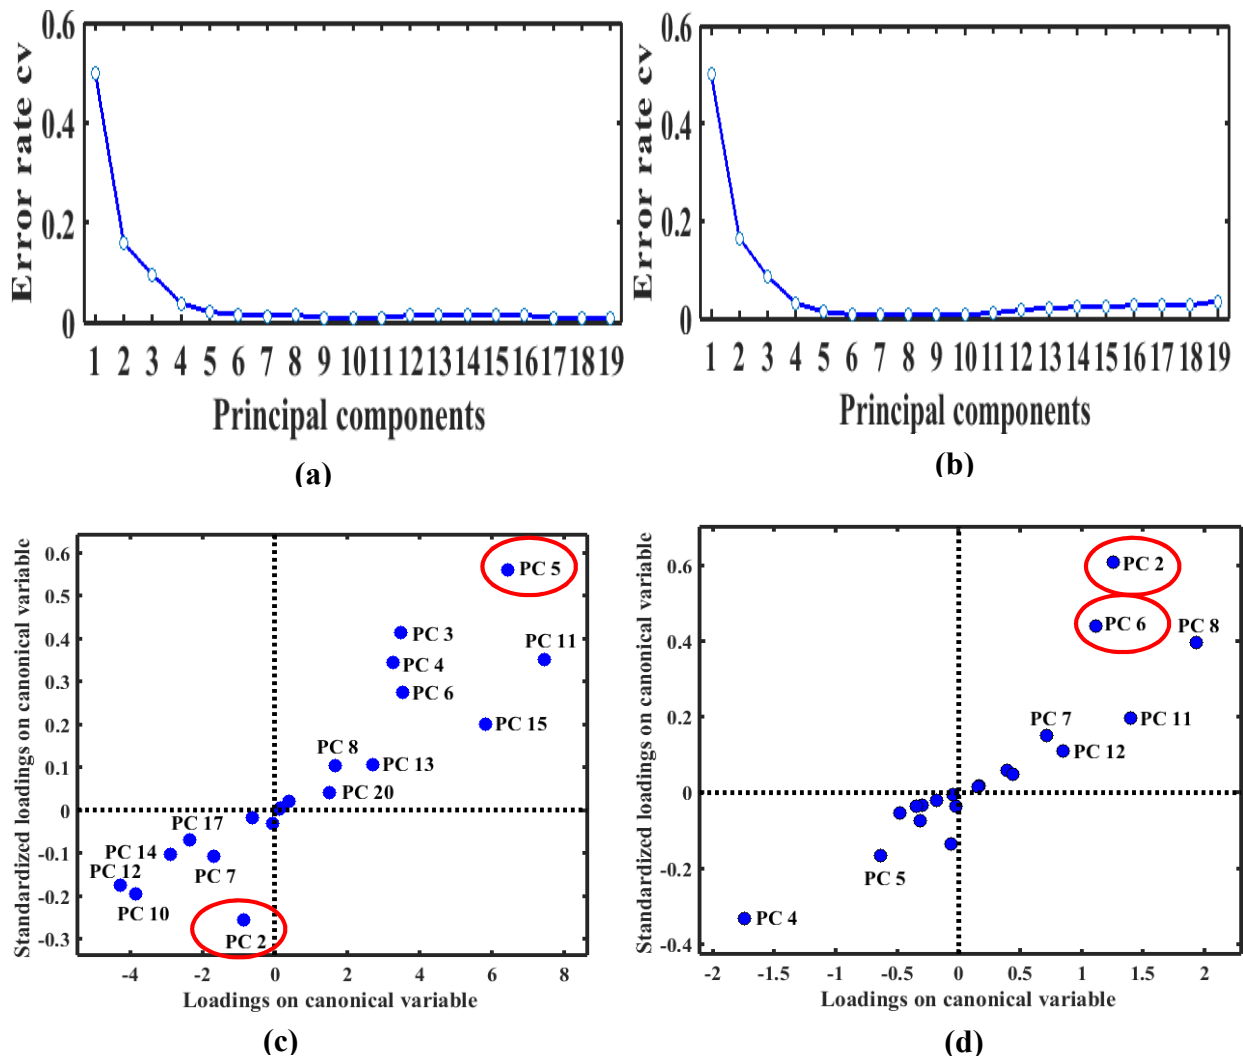 0.6
0.4
0.2
0
Error rate cv
1 2 3 4 5 6 7 8 9 10 11 12 13 14 15 16 17 18 19
Principal components
(a)
0.6
0.4
0.2
0
Error rate cv
1 2 3 4 5 6 7 8 9 10 11 12 13 14 15 16 17 18 19
Principal components
(b)
Standardized loadings on canonical variable
0.6
0.5
0.4
0.3
0.2
0.1
0
-0.1
-0.2
-0.3
PC 5
PC 3
PC 11
PC 4
PC 6
PC 15
PC 8
PC 13
PC 20
PC 17
PC 14
PC 7
PC 12
PC 10
PC 2
-4 -2 0 2 4 6 8
Loadings on canonical variable
(c)
Standardized loadings on canonical variable
0.6
0.4
0.2
0
-0.2
-0.4
PC 2
PC 6
PC 8
PC 7
PC 11
PC 12
PC 5
PC 4
-2 -1.5 -1 -0.5 0 0.5 1 1.5 2
Loadings on canonical variable
(d)